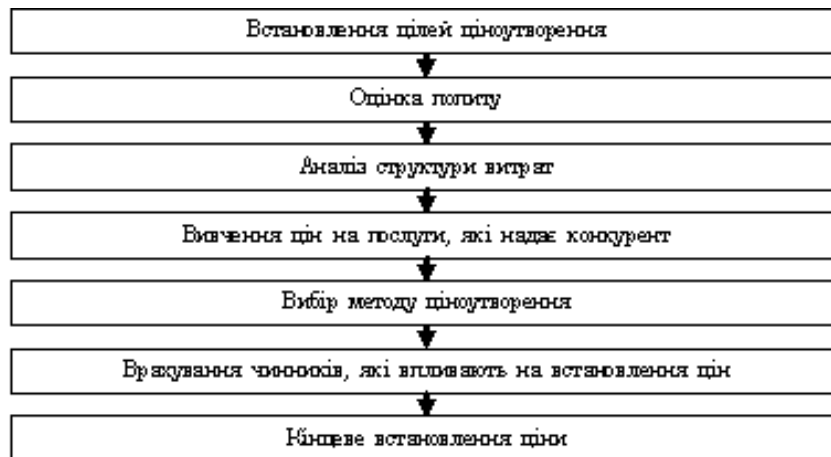 Встановлення цілей ціноутворення
Оцінка попиту
Аналіз структури витрат
Вивчення цін на послуги, які надає конкурент
Вибір методу ціноутворення
Врахування чинників, які впливають на встановлення цін
Кінцеве встановлення ціни